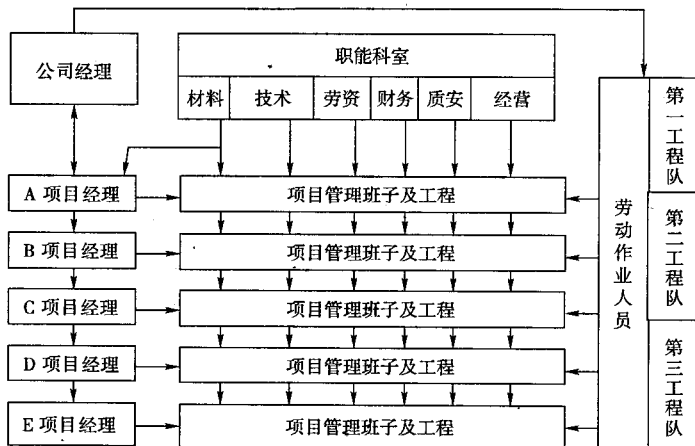 职能科室
公司经理
材料 技术 劳资 财务 质安 经营
第一工程队
A 项目经理
项目管理班子及工程
劳动作业人员
第二工程队
B 项目经理
项目管理班子及工程
C 项目经理
项目管理班子及工程
第三工程队
D 项目经理
项目管理班子及工程
E 项目经理
项目管理班子及工程